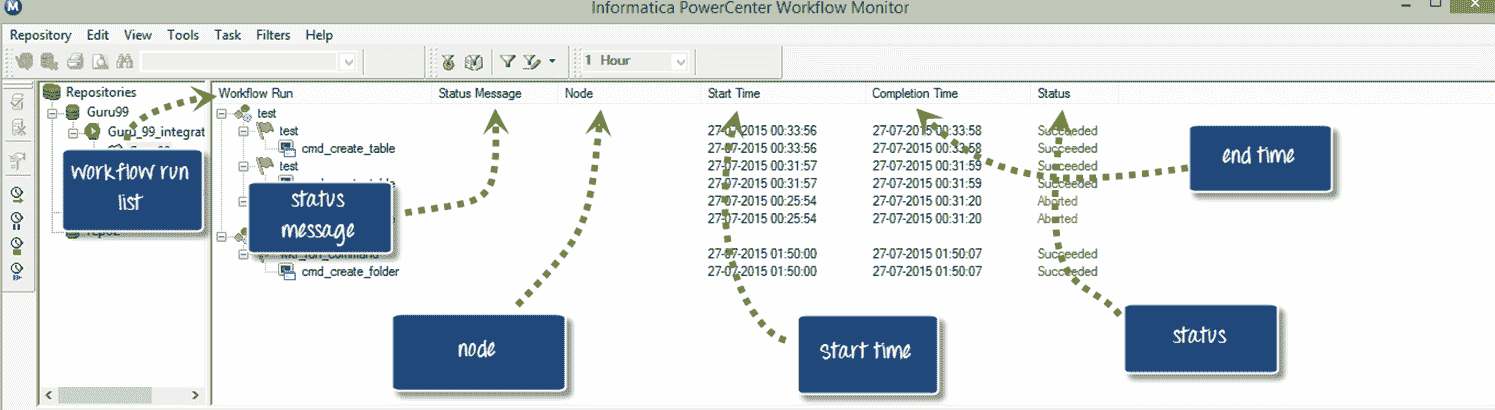 M Informatica PowerCenter Workflow Monitor
Repository Edit View Tools Task Filters Help
1 Hour
Repositories
Guru99
Guru_99_integrat
Workflow Run Status Message Node Start Time Completion Time Status
test
test 27-07-2015 00:33:56 27-07-2015 00:33:58 Succeeded
cmd_create_table 27-07-2015 00:33:56 27-07-2015 00:33:58 Succeeded
test 27-07-2015 00:31:57 27-07-2015 00:31:59 Succeeded
27-07-2015 00:31:57 27-07-2015 00:31:59 Succeeded
27-07-2015 00:25:54 27-07-2015 00:31:20 Aborted
27-07-2015 00:25:54 27-07-2015 00:31:20 Aborted
27-07-2015 01:50:00 27-07-2015 01:50:07 Succeeded
cmd_create_folder 27-07-2015 01:50:00 27-07-2015 01:50:07 Succeeded
workflow run
list
status
message
end time
node
start time
status